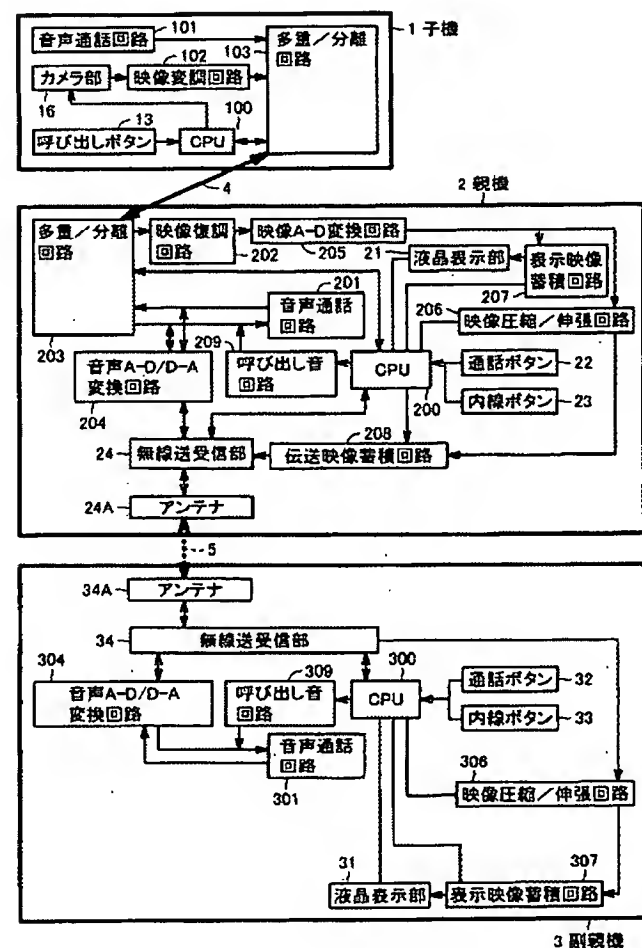 101
音声通話回路
103
多重/分離
回路
1 子機
102
カメラ部
映像変調回路
16
100
13
呼び出しボタン
CPU
4
2 親機
多重/分離
回路
203
映像復調
回路
202
映像A-D変換回路
205
21
液晶表示部
表示映像
蓄積回路
207
201
音声通話
回路
206
映像圧縮/伸張回路
209
音声A-D/D-A
変換回路
204
呼び出し音
回路
CPU
200
通話ボタン
22
内線ボタン
23
208
24
無線送受信部
伝送映像蓄積回路
24A
アンテナ
5
34A
アンテナ
34
無線送受信部
304
音声A-D/D-A
変換回路
309
呼び出し音
回路
300
CPU
通話ボタン
32
内線ボタン
33
音声通話
回路
301
306
映像圧縮/伸張回路
31
307
液晶表示部
表示映像蓄積回路
3 副親機